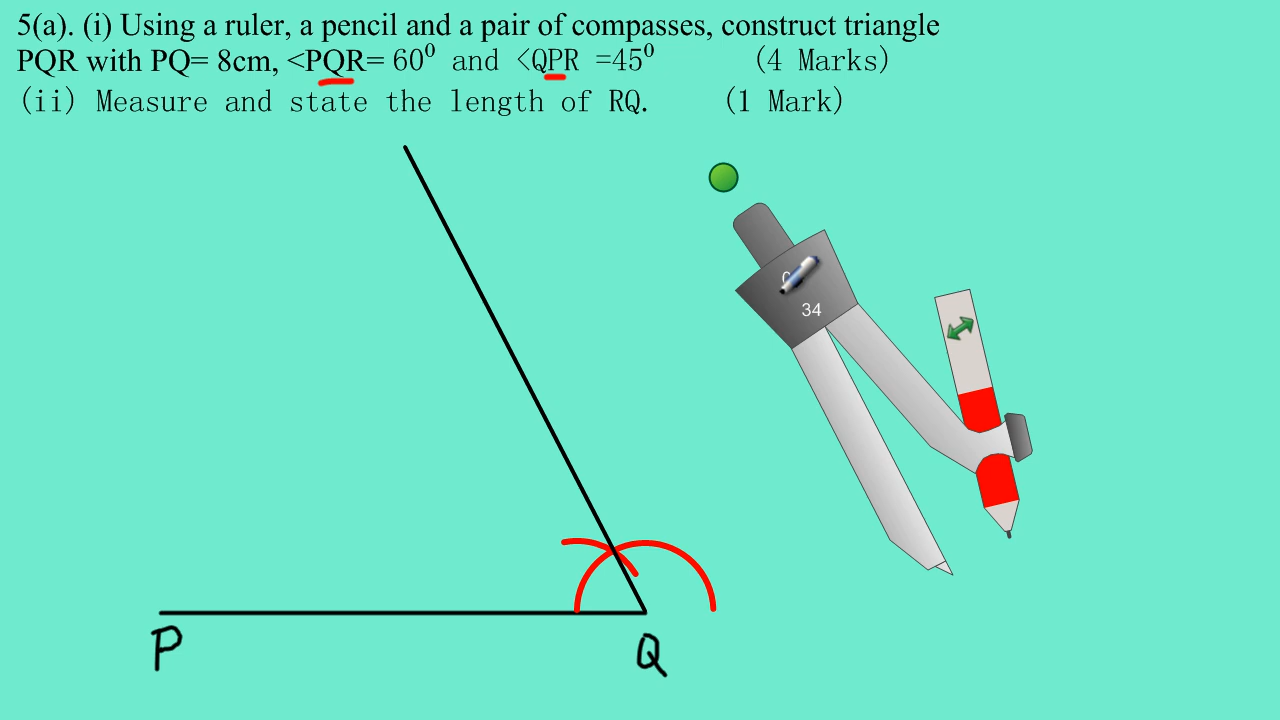 5(a). (i) Using a ruler, a pencil and a pair of compasses, construct triangle
PQR with PQ= 8cm, <PQR= 60⁰ and <QPR =45⁰ (4 Marks)
(ii) Measure and state the length of RQ. (1 Mark)
34
P Q